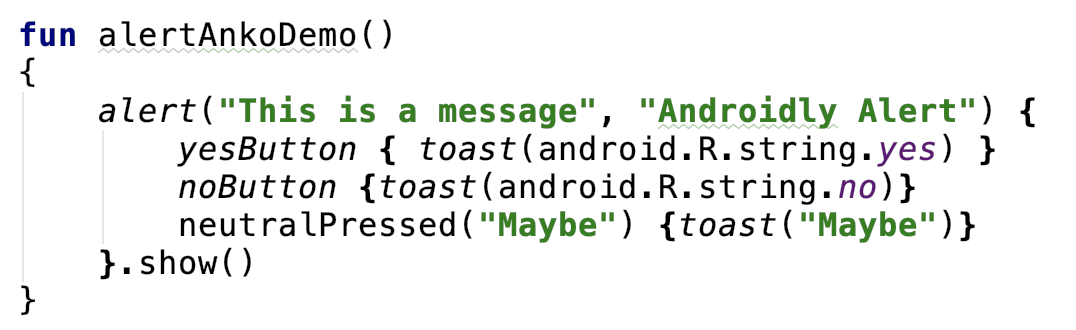 fun alertAnkoDemo()
{
    alert("This is a message", "Androidly Alert") {
        yesButton { toast(android.R.string.yes) }
        noButton {toast(android.R.string.no)}
        neutralPressed("Maybe") {toast("Maybe")}
    }.show()
}